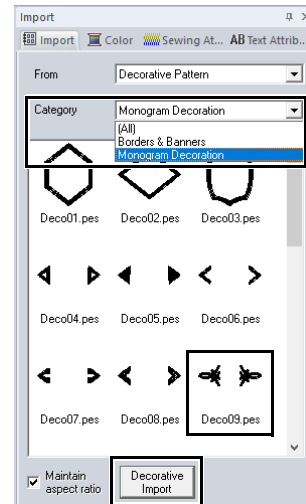 Import
Import Color Sewing At... AB Text Attrib..
From Decorative Pattern
Category Monogram Decoration
(All)
Borders & Banners
Monogram Decoration
Deco01.pes Deco02.pes Deco03.pes
Deco04.pes Deco05.pes Deco06.pes
Deco07.pes Deco08.pes Deco09.pes
Maintain aspect ratio
Decorative Import